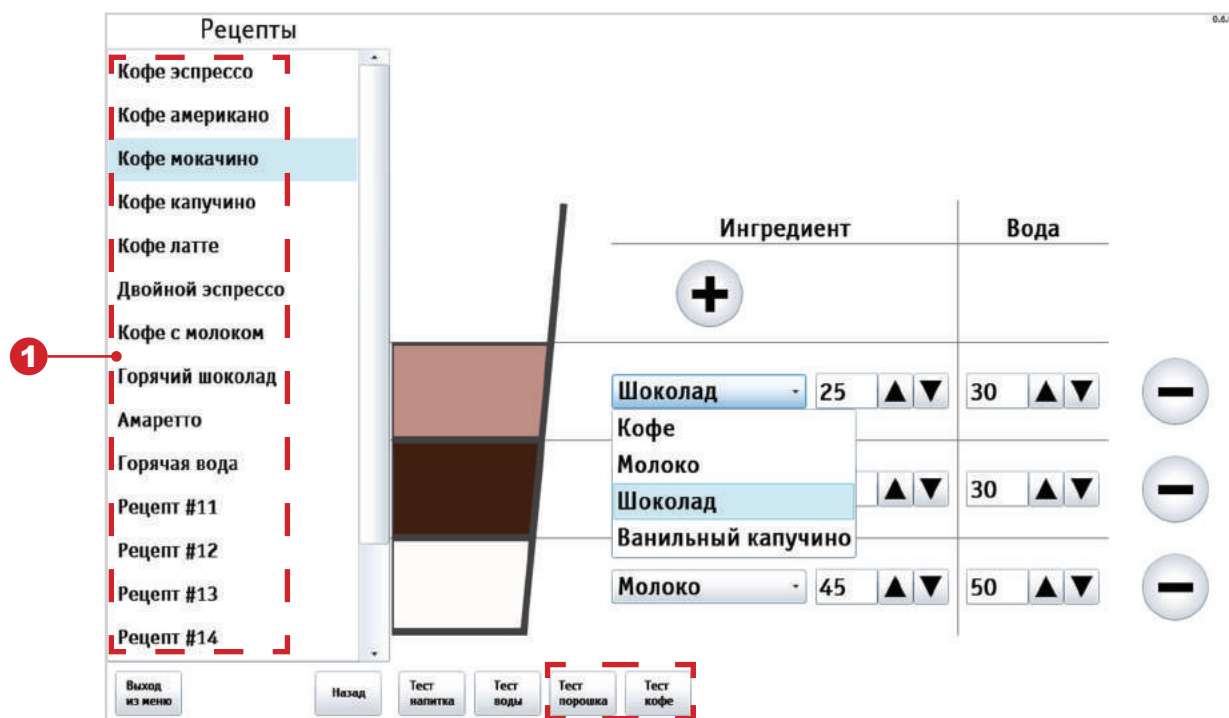 Рецепты
0.6.
Кофе эспрессо
Кофе американо
Кофе мокачино
Кофе капучино
Кофе латте
Двойной эспрессо
Кофе с молоком
Горячий шоколад
Амаретто
Горячая вода
Рецепт #11
Рецепт #12
Рецепт #13
Рецепт #14
1
Ингредиент Вода
Шоколад 25 30
Кофе
Молоко
Шоколад
Ванильный капучино
30
Молоко 45 50
Выход
из меню
Назад
Тест
напитка
Тест
воды
Тест
порошка
Тест
кофе